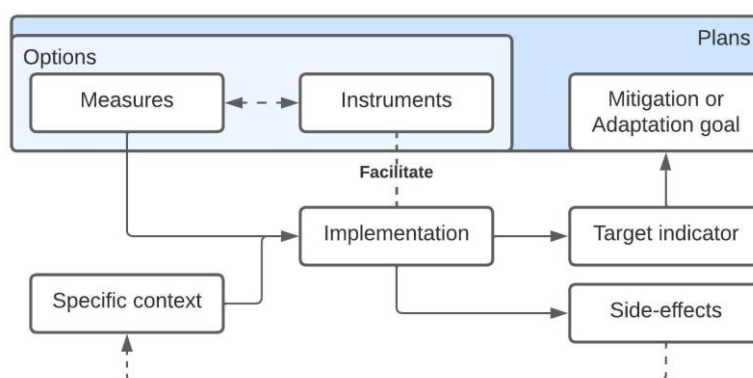 Plans
Options
Measures
Instruments
Mitigation or
Adaptation goal
Facilitate
Implementation
Target indicator
Specific context
Side-effects